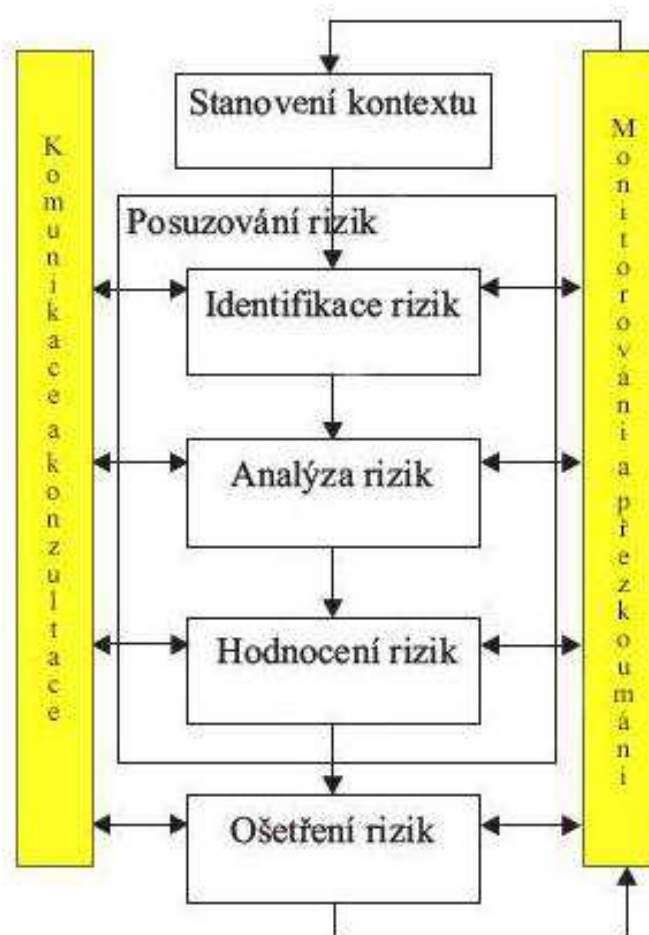 Stanovení kontextu
Posuzování rizik
Identifikace rizik
Analýza rizik
Hodnocení rizik
Ošetření rizik
Komunikace a konzultace
Monitorování a přezkoumání